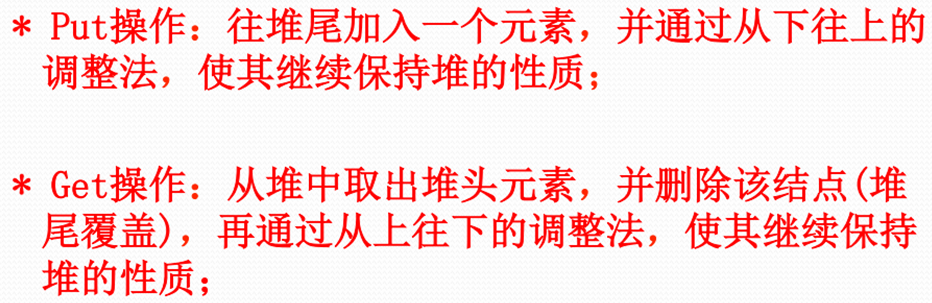 * Put操作：往堆尾加入一个元素，并通过从下往上的
调整法，使其继续保持堆的性质；
* Get操作：从堆中取出堆头元素，并删除该结点(堆
尾覆盖)，再通过从上往下的调整法，使其继续保持
堆的性质；